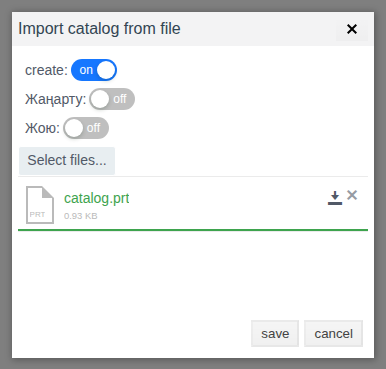 Import catalog from file
create: on
Жаңарту: off
Жою: off
Select files...
catalog.prt
PRT
0.93 KB
save cancel